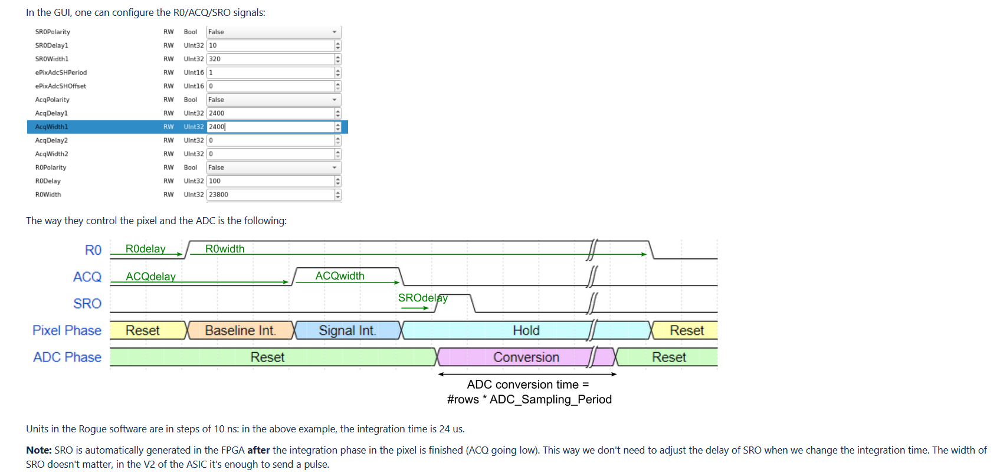 In the GUI, one can configure the R0/ACQ/SRO signals:
SR0Polarity RW Bool False
SR0Delay1 RW UInt32 10
SR0Width1 RW UInt32 320
ePixAdcSHPeriod RW UInt16 1
ePixAdcSHOffset RW UInt16 0
AcqPolarity RW Bool False
AcqDelay1 RW UInt32 2400
AcqWidth1 RW UInt32 2400
AcqDelay2 RW UInt32 0
AcqWidth2 RW UInt32 0
R0Polarity RW Bool False
R0Delay RW UInt32 100
R0Width RW UInt32 23800
The way they control the pixel and the ADC is the following:
R0 R0delay R0width
ACQ ACQdelay ACQwidth
SRO SROdelay
Pixel Phase Reset Baseline Int. Signal Int. Hold Reset
ADC Phase Reset Conversion Reset
ADC conversion time =
#rows * ADC_Sampling_Period
Units in the Rogue software are in steps of 10 ns: in the above example, the integration time is 24 us.
Note: SRO is automatically generated in the FPGA after the integration phase in the pixel is finished (ACQ going low). This way we don't need to adjust the delay of SRO when we change the integration time. The width of
SRO doesn't matter, in the V2 of the ASIC it's enough to send a pulse.